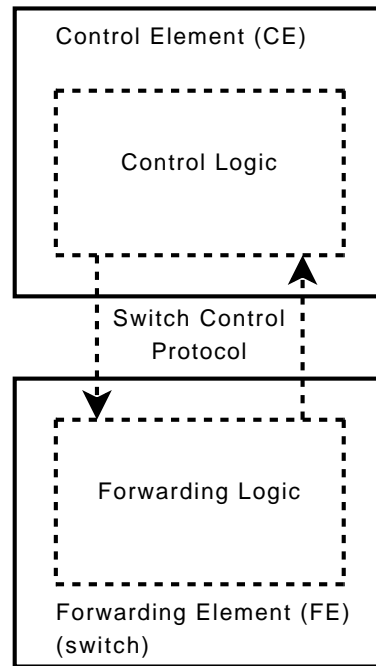 Control Element (CE)
Control Logic
Switch Control
Protocol
Forwarding Logic
Forwarding Element (FE)
(switch)